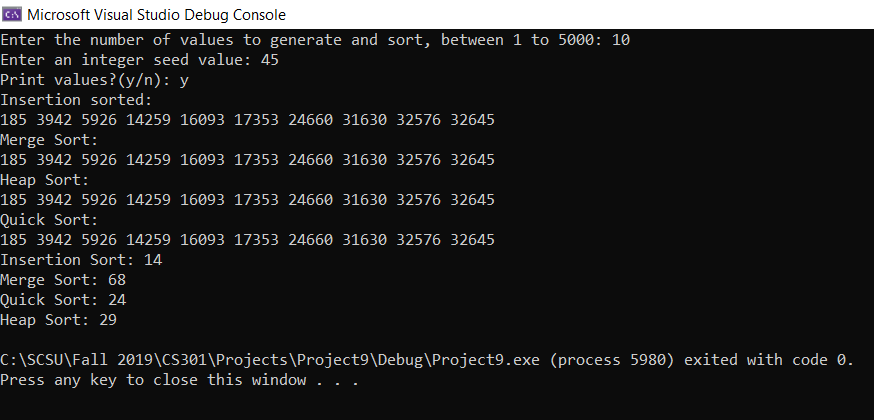 Microsoft Visual Studio Debug Console
Enter the number of values to generate and sort, between 1 to 5000: 10
Enter an integer seed value: 45
Print values?(y/n): y
Insertion sorted:
185 3942 5926 14259 16093 17353 24660 31630 32576 32645
Merge Sort:
185 3942 5926 14259 16093 17353 24660 31630 32576 32645
Heap Sort:
185 3942 5926 14259 16093 17353 24660 31630 32576 32645
Quick Sort:
185 3942 5926 14259 16093 17353 24660 31630 32576 32645
Insertion Sort: 14
Merge Sort: 68
Quick Sort: 24
Heap Sort: 29
C:\SCSU\Fall 2019\CS301\Projects\Project9\Debug\Project9.exe (process 5980) exited with code 0.
Press any key to close this window . . .